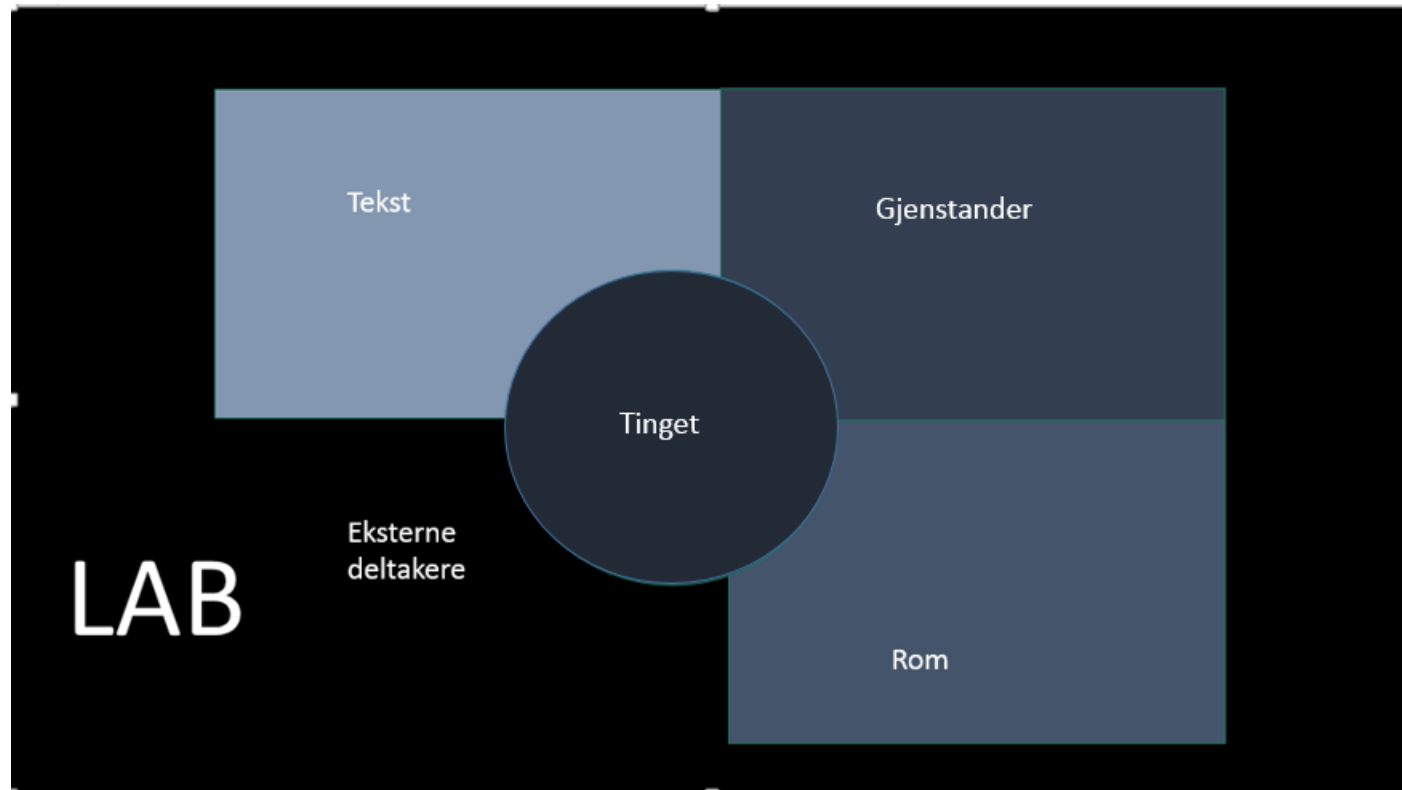 Tekst
Gjenstander
Tinget
Eksterne
deltakere
LAB
Rom